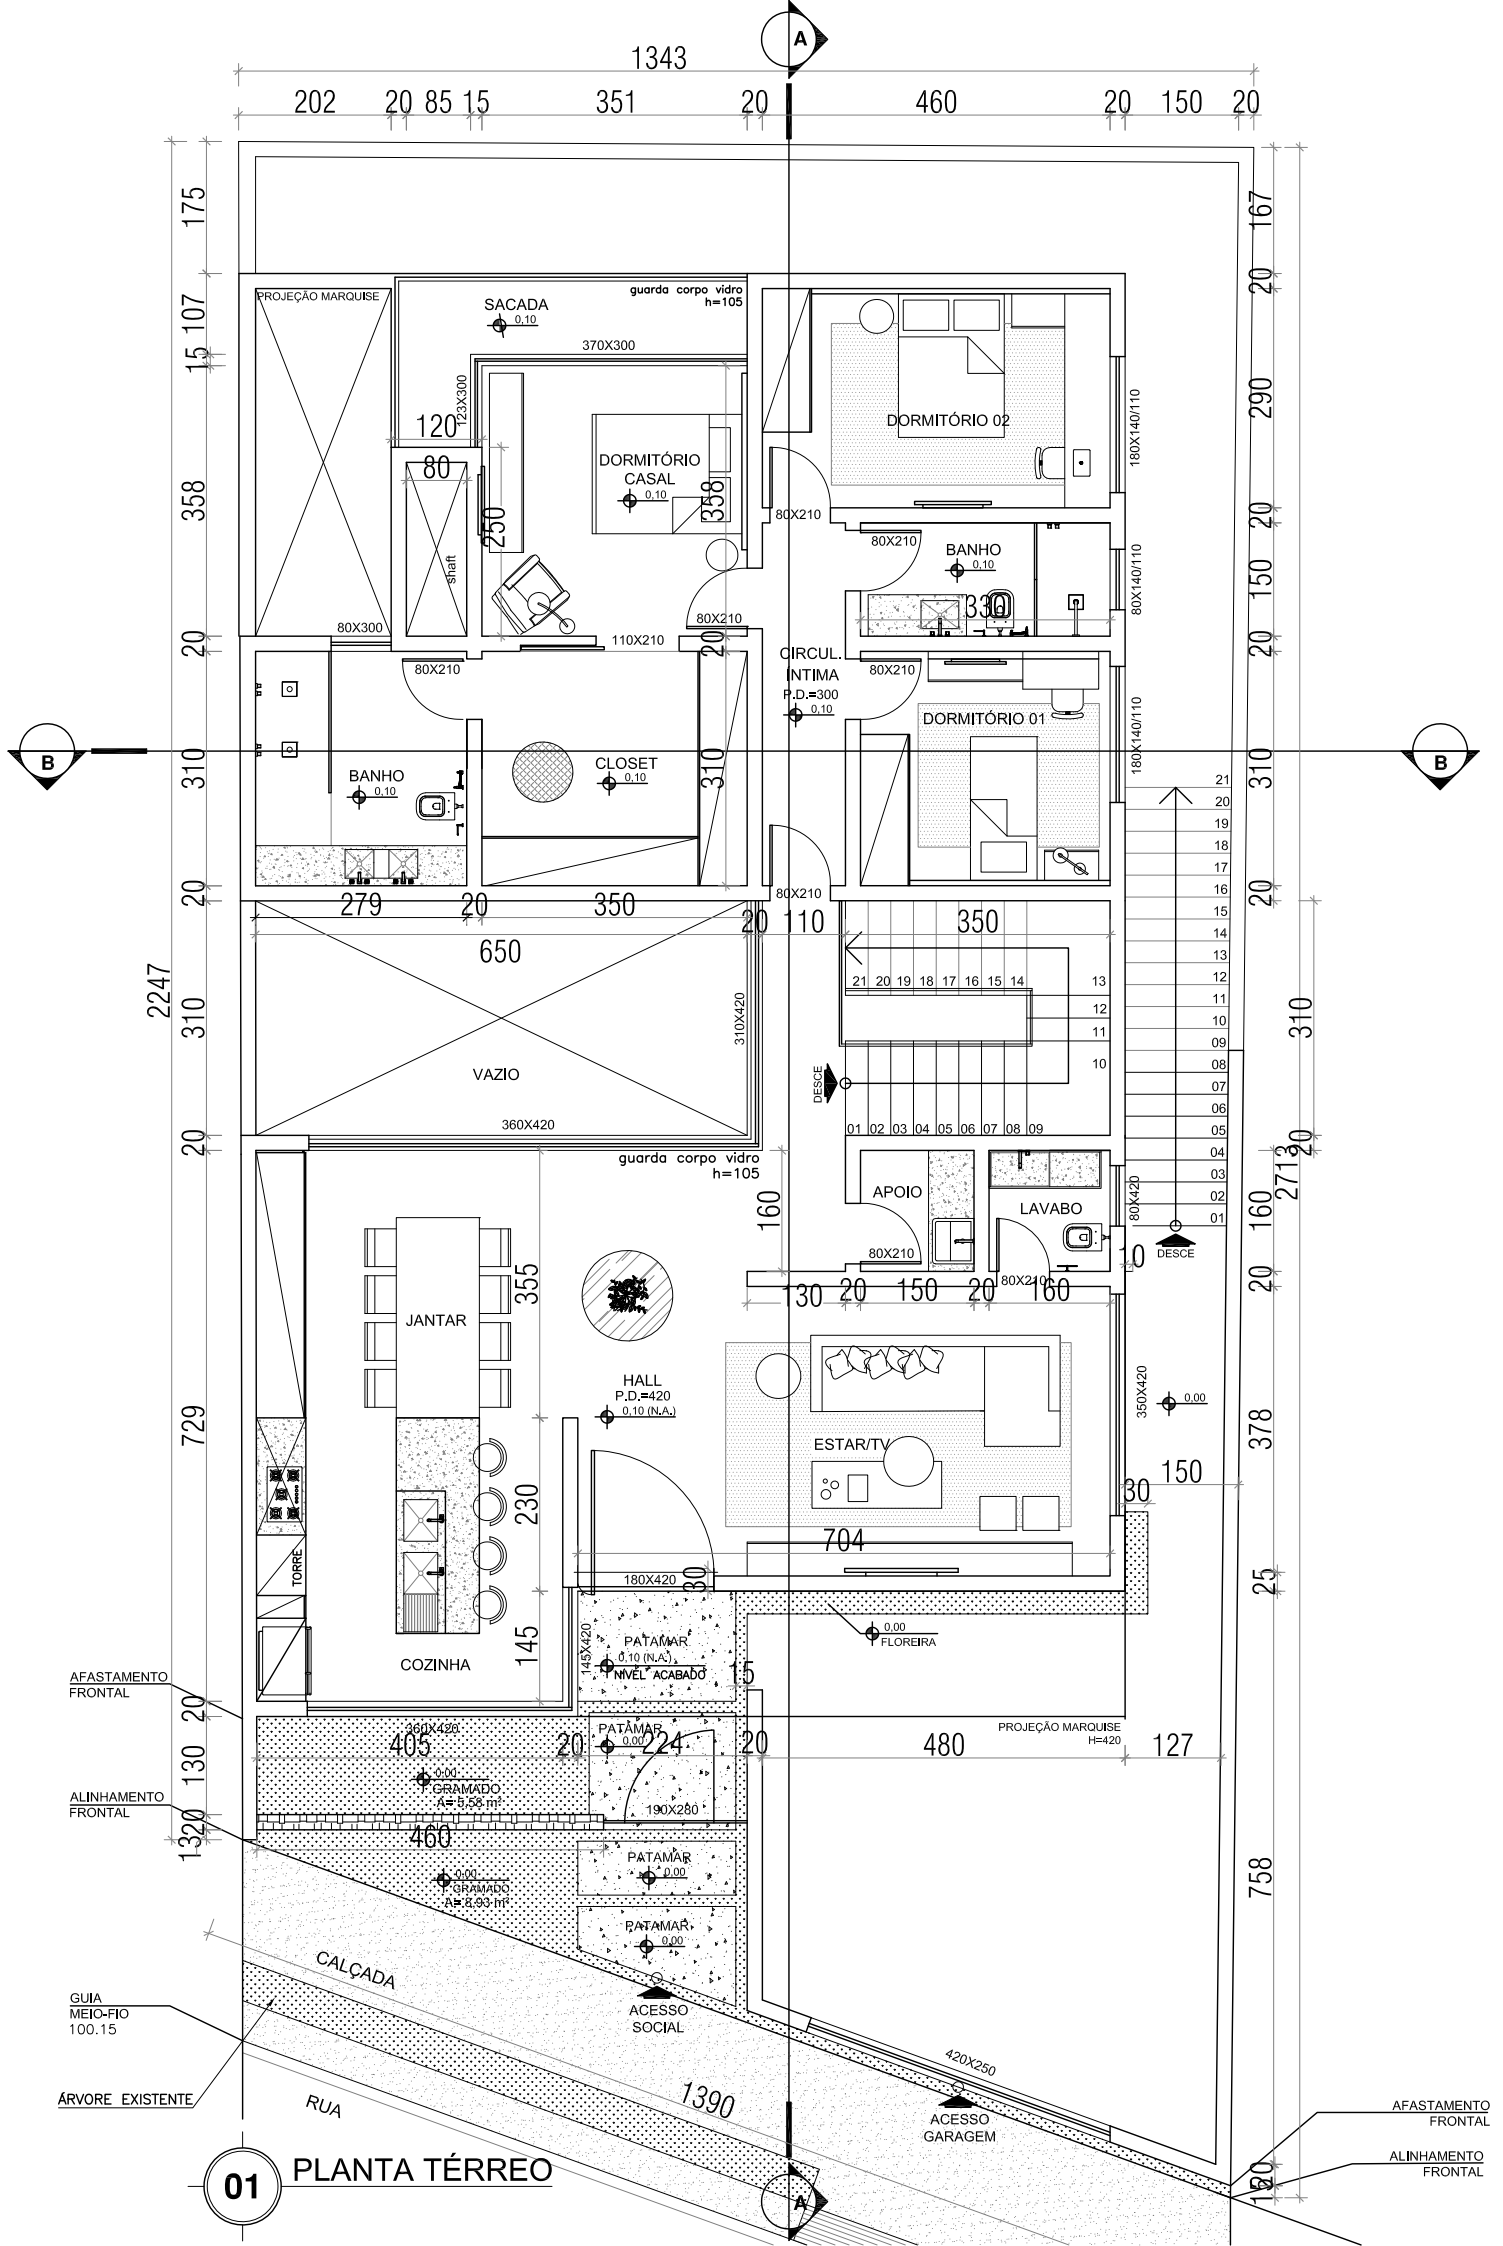 A
1343
202
20
85
15
351
20
460
20
150
20
175
167
20
PROJEÇÃO MARQUISE
guarda corpo vidro
h=105
SACADA
0,10
107
370X300
15
123X300
290
180X140/110
DORMITÓRIO 02
120
80
DORMITÓRIO
CASAL
0,10
358
358
250
80X210
20
80X210
BANHO
0,10
shaft
150
80X140/110
330
80X210
80X300
20
110X210
20
20
CIRCUL.
ÍNTIMA
P.D.=300
0,10
80X210
80X210
DORMITÓRIO 01
180X140/110
B
310
BANHO
0,10
CLOSET
0,10
310
310
B
21
20
19
18
17
16
15
14
13
12
11
10
09
08
07
06
05
04
03
02
01
20
80X210
20
279
20
350
20
110
350
650
2247
310
VAZIO
310X420
360X420
21
20
19
18
17
16
15
14
13
12
11
10
DESCE
01
02
03
04
05
06
07
08
09
310
20
20
2713
guarda corpo vidro
h=105
160
APOIO
80X210
LAVABO
80X420
160
DESCE
10
80X210
20
130
20
150
20
160
355
JANTAR
HALL
P.D.=420
0,10 (N.A.)
350X420
0,00
729
378
ESTAR/TV
230
150
30
704
TORRE
180X420
30
25
145
145X420
PATAMAR
0,10 (N.A.)
NIVEL ACABADO
0,00
FLOREIRA
15
COZINHA
AFASTAMENTO
FRONTAL
20
360X420
PATAMAR
0,00
PROJEÇÃO MARQUISE
H=420
405
20
224
20
480
127
130
0,00
GRAMADO
A= 5,58 m²
ALINHAMENTO
FRONTAL
190X280
20
13
460
PATAMAR
0,00
0,00
GRAMADO
A= 8,93 m²
758
PATAMAR
0,00
CALÇADA
GUIA
MEIO-FIO
100.15
ACESSO
SOCIAL
420X250
ÁRVORE EXISTENTE
RUA
1390
ACESSO
GARAGEM
AFASTAMENTO
FRONTAL
ALINHAMENTO
FRONTAL
20
15
01
PLANTA TÉRREO
A